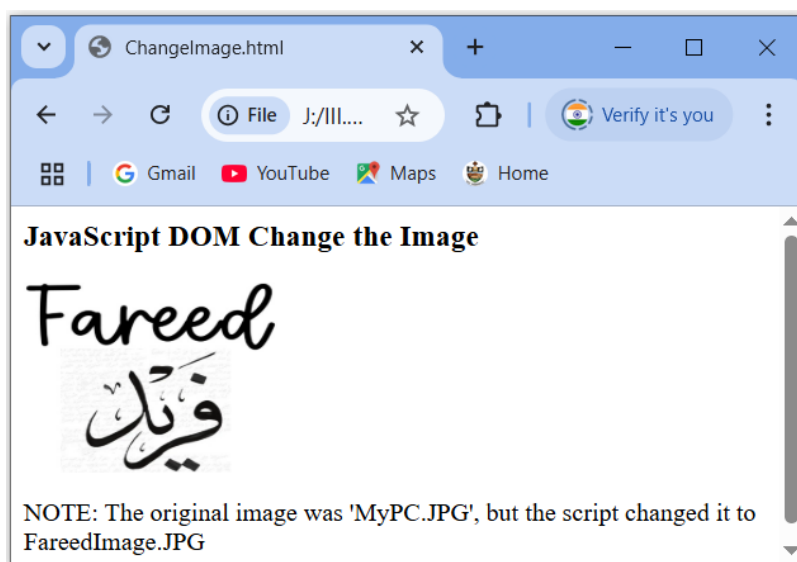 ChangeImage.html
File J:/III....
Verify it's you
Gmail YouTube Maps Home
JavaScript DOM Change the Image
Fareed
فَرِيْدْ
NOTE: The original image was 'MyPC.JPG', but the script changed it to
FareedImage.JPG